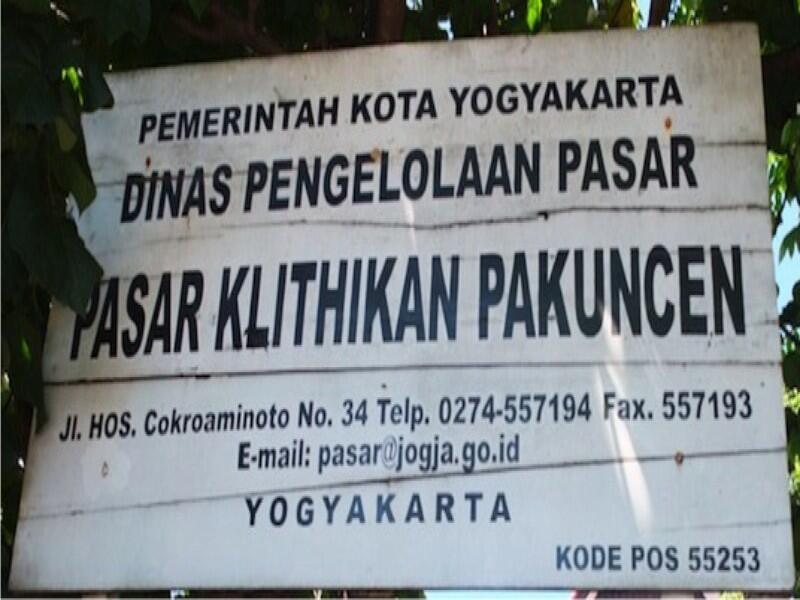 PEMERINTAH KOTA YOGYAKARTA
DINAS PENGELOLAAN PASAR
PASAR KLITHIKAN PAKUNCEN
Jl. HOS. Cokroaminoto No. 34 Telp. 0274-557194 Fax. 557193
E-mail: pasar@jogja.go.id
YOGYAKARTA
KODE POS 55253